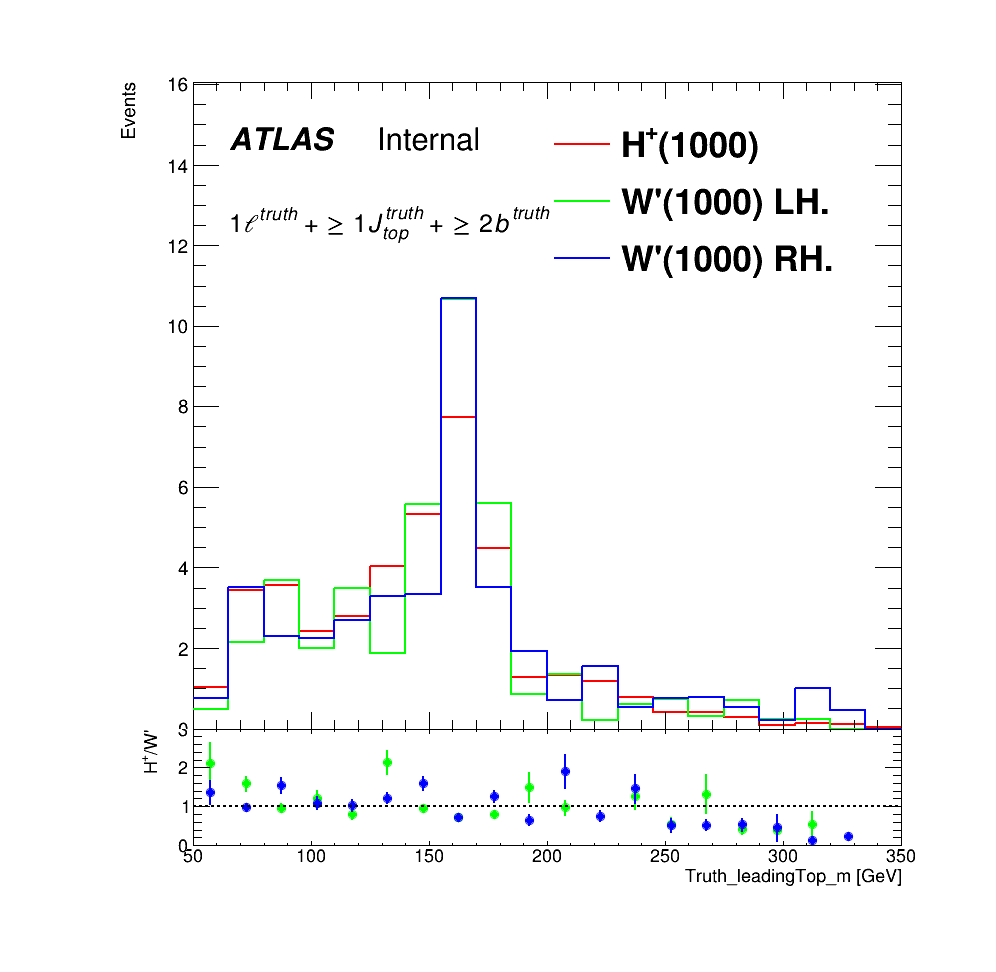 Events
16
14
12
10
8
6
4
2
ATLAS Internal
1ℓ^truth + ≥ 1J_top^truth + ≥ 2b^truth
H⁺(1000)
W'(1000) LH.
W'(1000) RH.
H⁺/W'
3
2
1
0
50 100 150 200 250 300 350
Truth_leadingTop_m [GeV]